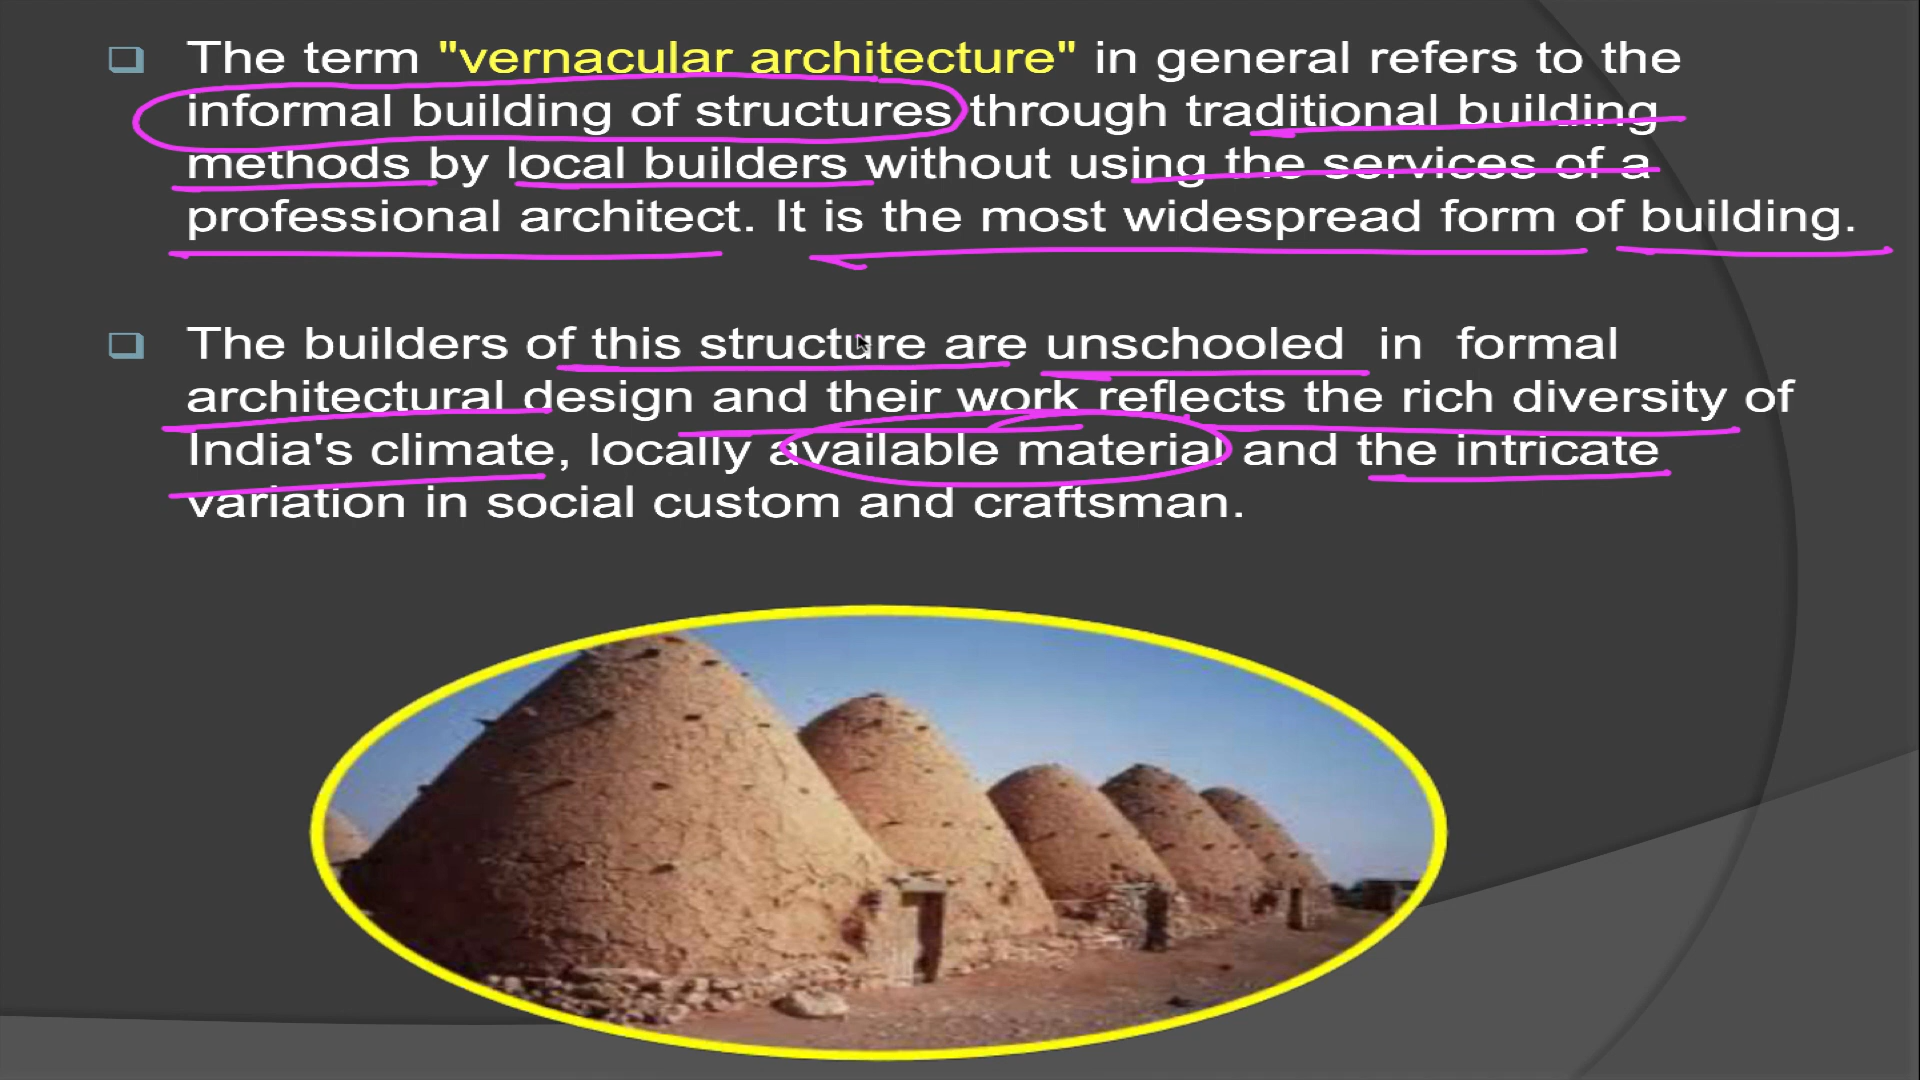 The term "vernacular architecture" in general refers to the
informal building of structures through traditional building
methods by local builders without using the services of a
professional architect. It is the most widespread form of building.
The builders of this structure are unschooled in formal
architectural design and their work reflects the rich diversity of
India's climate, locally available material and the intricate
variation in social custom and craftsman.